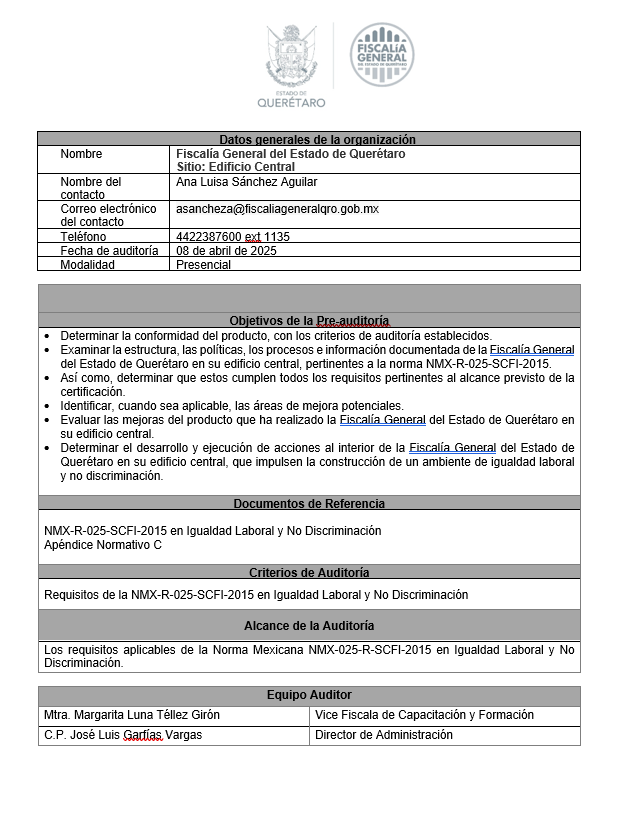 ESTADO DE
QUERÉTARO
FISCALÍA
GENERAL
DEL ESTADO DE QUERÉTARO
Datos generales de la organización
Nombre
Fiscalía General del Estado de Querétaro
Sitio: Edificio Central
Nombre del
contacto
Ana Luisa Sánchez Aguilar
Correo electrónico
del contacto
asancheza@fiscaliageneralqro.gob.mx
Teléfono
4422387600 ext 1135
Fecha de auditoría
08 de abril de 2025
Modalidad
Presencial
Objetivos de la Pre-auditoría
• Determinar la conformidad del producto, con los criterios de auditoría establecidos.
• Examinar la estructura, las políticas, los procesos e información documentada de la Fiscalía General
del Estado de Querétaro en su edificio central, pertinentes a la norma NMX-R-025-SCFI-2015.
• Así como, determinar que estos cumplen todos los requisitos pertinentes al alcance previsto de la
certificación.
• Identificar, cuando sea aplicable, las áreas de mejora potenciales.
• Evaluar las mejoras del producto que ha realizado la Fiscalía General del Estado de Querétaro en
su edificio central.
• Determinar el desarrollo y ejecución de acciones al interior de la Fiscalía General del Estado de
Querétaro en su edificio central, que impulsen la construcción de un ambiente de igualdad laboral
y no discriminación.
Documentos de Referencia
NMX-R-025-SCFI-2015 en Igualdad Laboral y No Discriminación
Apéndice Normativo C
Criterios de Auditoría
Requisitos de la NMX-R-025-SCFI-2015 en Igualdad Laboral y No Discriminación
Alcance de la Auditoría
Los requisitos aplicables de la Norma Mexicana NMX-025-R-SCFI-2015 en Igualdad Laboral y No
Discriminación.
Equipo Auditor
Mtra. Margarita Luna Téllez Girón
Vice Fiscala de Capacitación y Formación
C.P. José Luis Garfías Vargas
Director de Administración